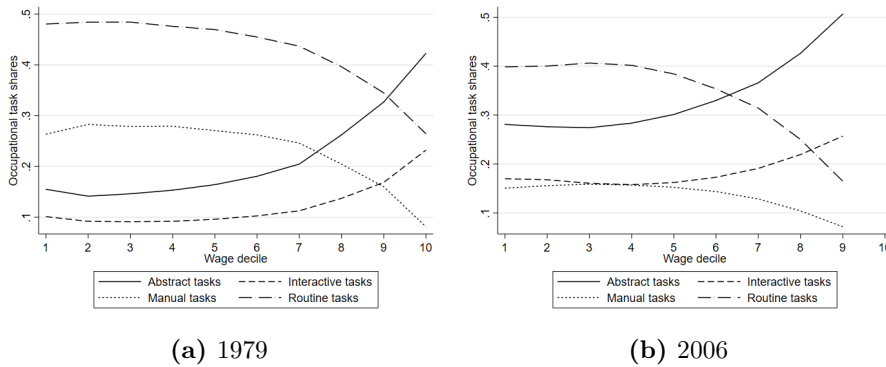 Occupational task shares
.5
.4
.3
.2
.1
1 2 3 4 5 6 7 8 9 10
Wage decile
Abstract tasks Interactive tasks
Manual tasks Routine tasks
(a) 1979
Occupational task shares
.5
.4
.3
.2
.1
1 2 3 4 5 6 7 8 9 10
Wage decile
Abstract tasks Interactive tasks
Manual tasks Routine tasks
(b) 2006